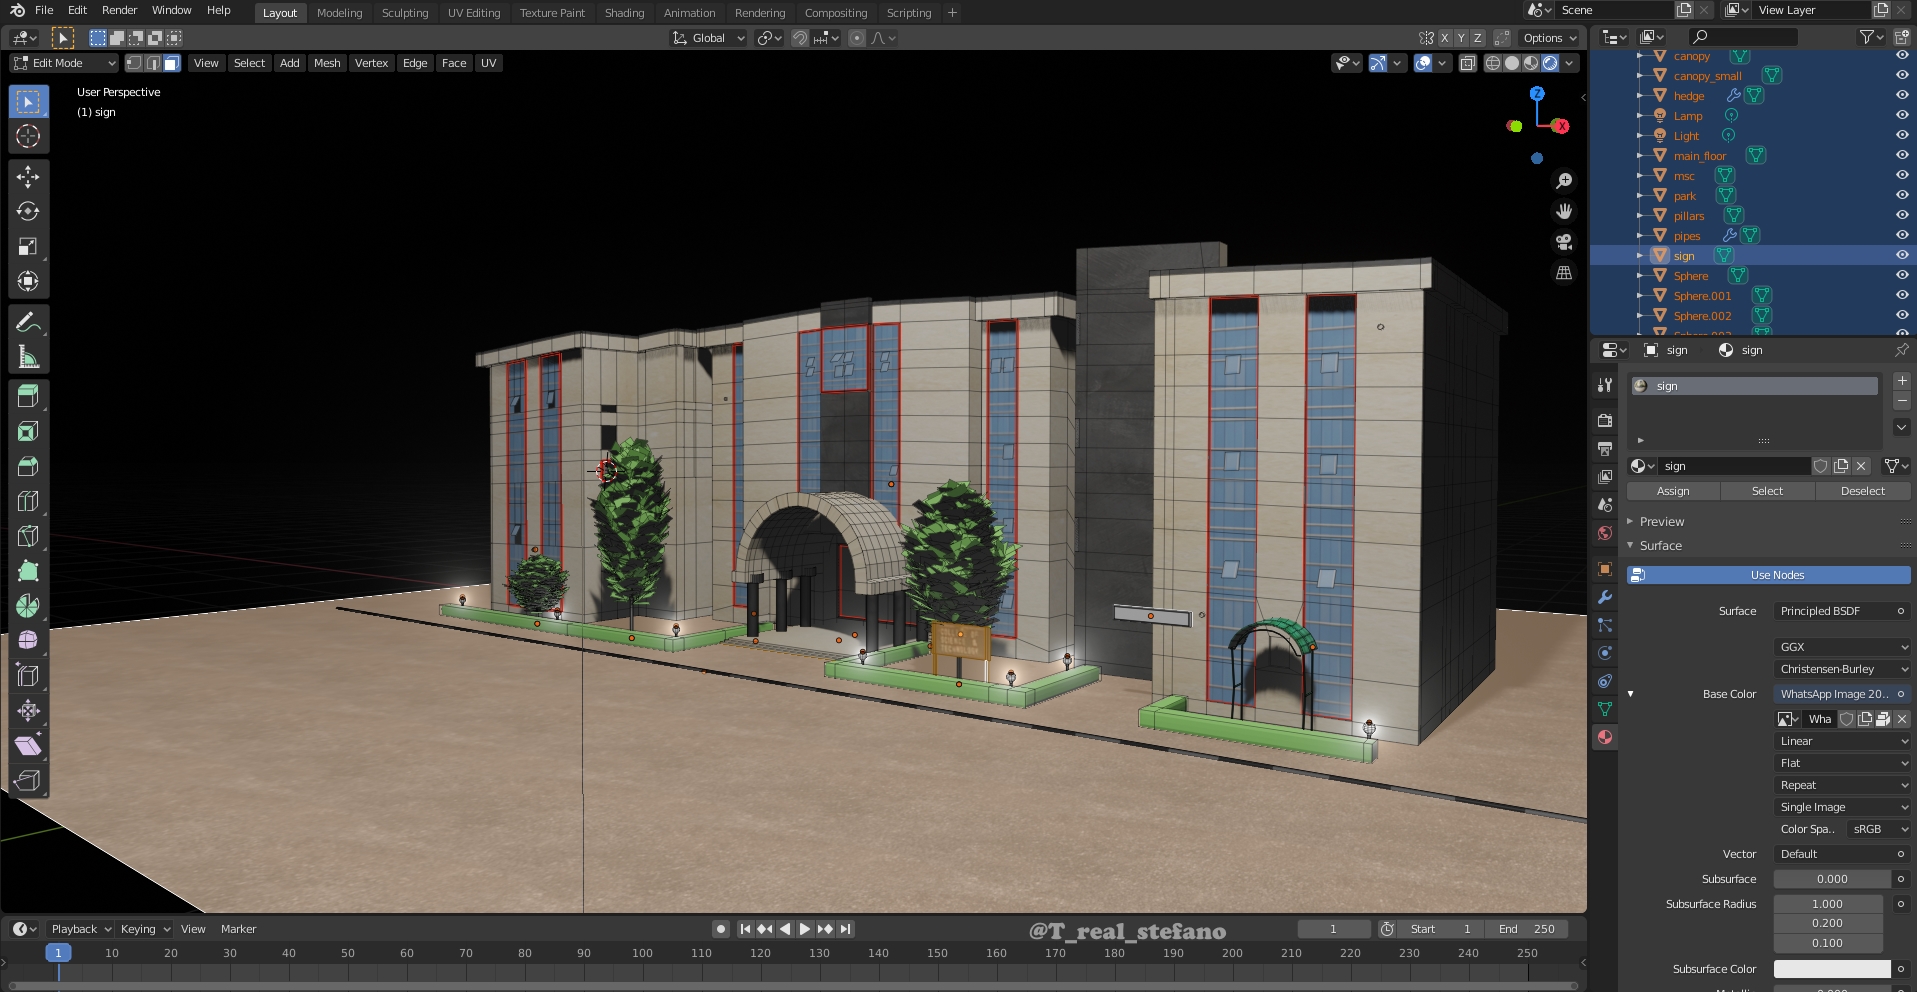 File Edit Render Window Help Layout Modeling Sculpting UV Editing Texture Paint Shading Animation Rendering Compositing Scripting + Scene View Layer
Global X Y Z Options
Edit Mode View Select Add Mesh Vertex Edge Face UV
User Perspective
(1) sign
Z
X
COLLEGE OF
SCIENCE &
TECHNOLOGY
canopy
canopy_small
hedge
Lamp
Light
main_floor
msc
park
pillars
pipes
sign
Sphere
Sphere.001
Sphere.002
sign sign
sign
sign
Assign Select Deselect
Preview
Surface
Use Nodes
Surface Principled BSDF
GGX
Christensen-Burley
Base Color WhatsApp Image 20..
Wha
Linear
Flat
Repeat
Single Image
Color Spa.. sRGB
Vector Default
Subsurface 0.000
Subsurface Radius 1.000
0.200
0.100
Subsurface Color
Playback Keying View Marker @T_real_stefano 1 Start 1 End 250
1 10 20 30 40 50 60 70 80 90 100 110 120 130 140 150 160 170 180 190 200 210 220 230 240 250